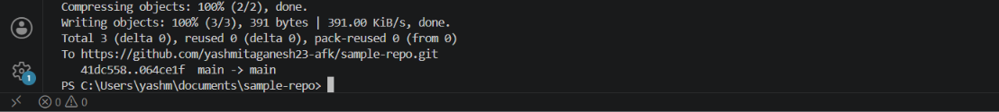 Compressing objects: 100% (2/2), done.
Writing objects: 100% (3/3), 391 bytes | 391.00 KiB/s, done.
Total 3 (delta 0), reused 0 (delta 0), pack-reused 0 (from 0)
To https://github.com/yashmitaganesh23-afk/sample-repo.git
   41dc558..064ce1f  main -> main
PS C:\Users\yashm\documents\sample-repo>
1
0 0